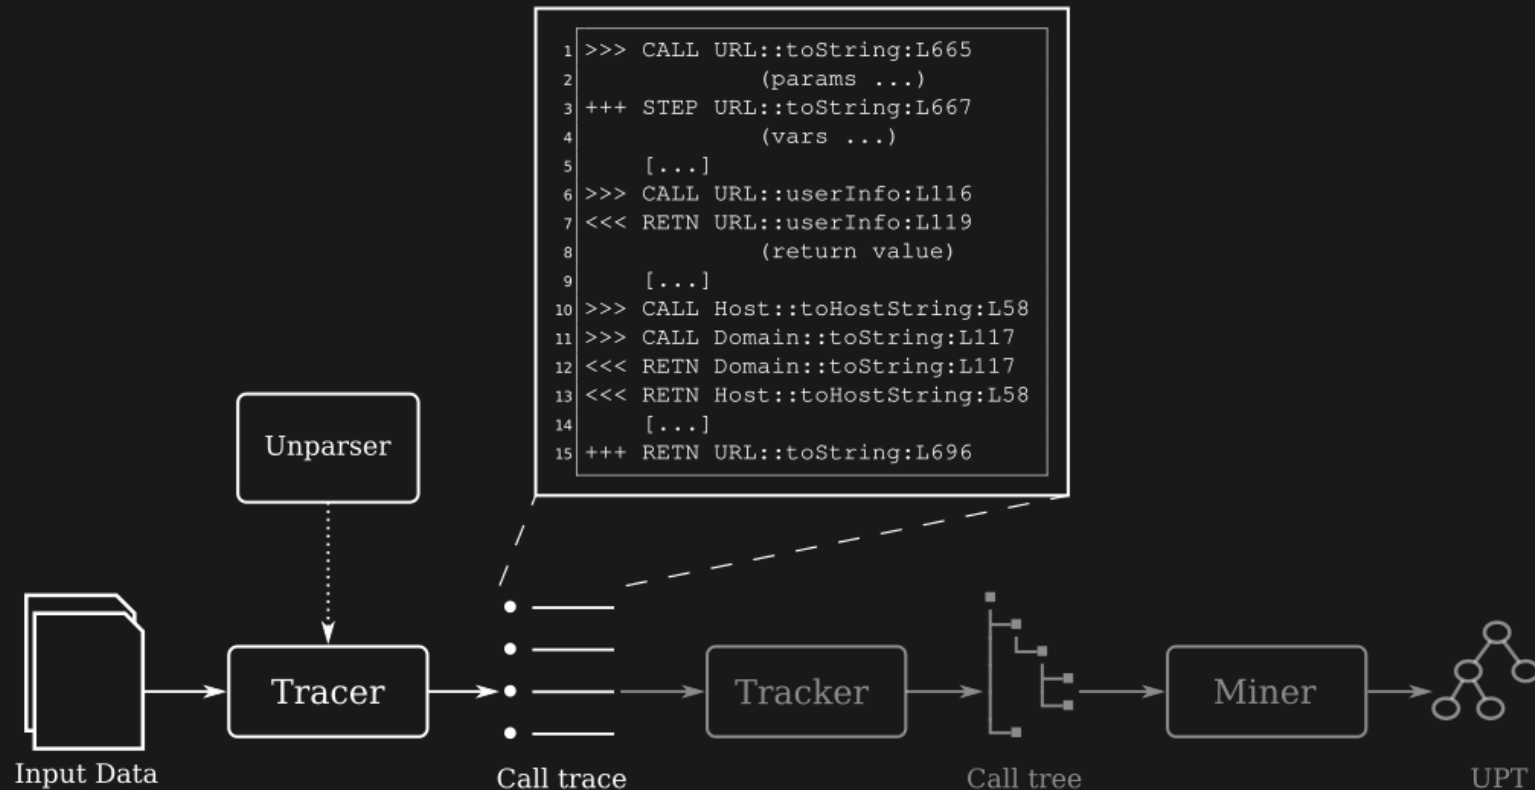 1 >>> CALL URL::toString:L665
2 (params ...)
3 +++ STEP URL::toString:L667
4 (vars ...)
5 [...]
6 >>> CALL URL::userInfo:L116
7 <<< RETN URL::userInfo:L119
8 (return value)
9 [...]
10 >>> CALL Host::toHostString:L58
11 >>> CALL Domain::toString:L117
12 <<< RETN Domain::toString:L117
13 <<< RETN Host::toHostString:L58
14 [...]
15 +++ RETN URL::toString:L696
Unparser
Tracer
Tracker
Miner
Input Data
Call trace
Call tree
UPT